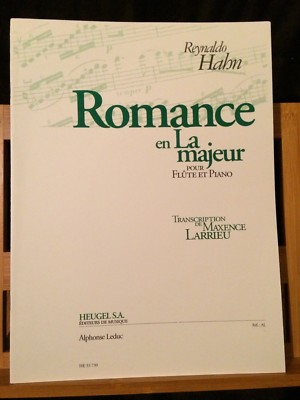 Reynaldo
Hahn
Romance
en La
majeur
POUR
FLÛTE ET PIANO
TRANSCRIPTION
DE MAXENCE
LARRIEU
HEUGEL S.A.
ÉDITEURS DE MUSIQUE
Alphonse Leduc